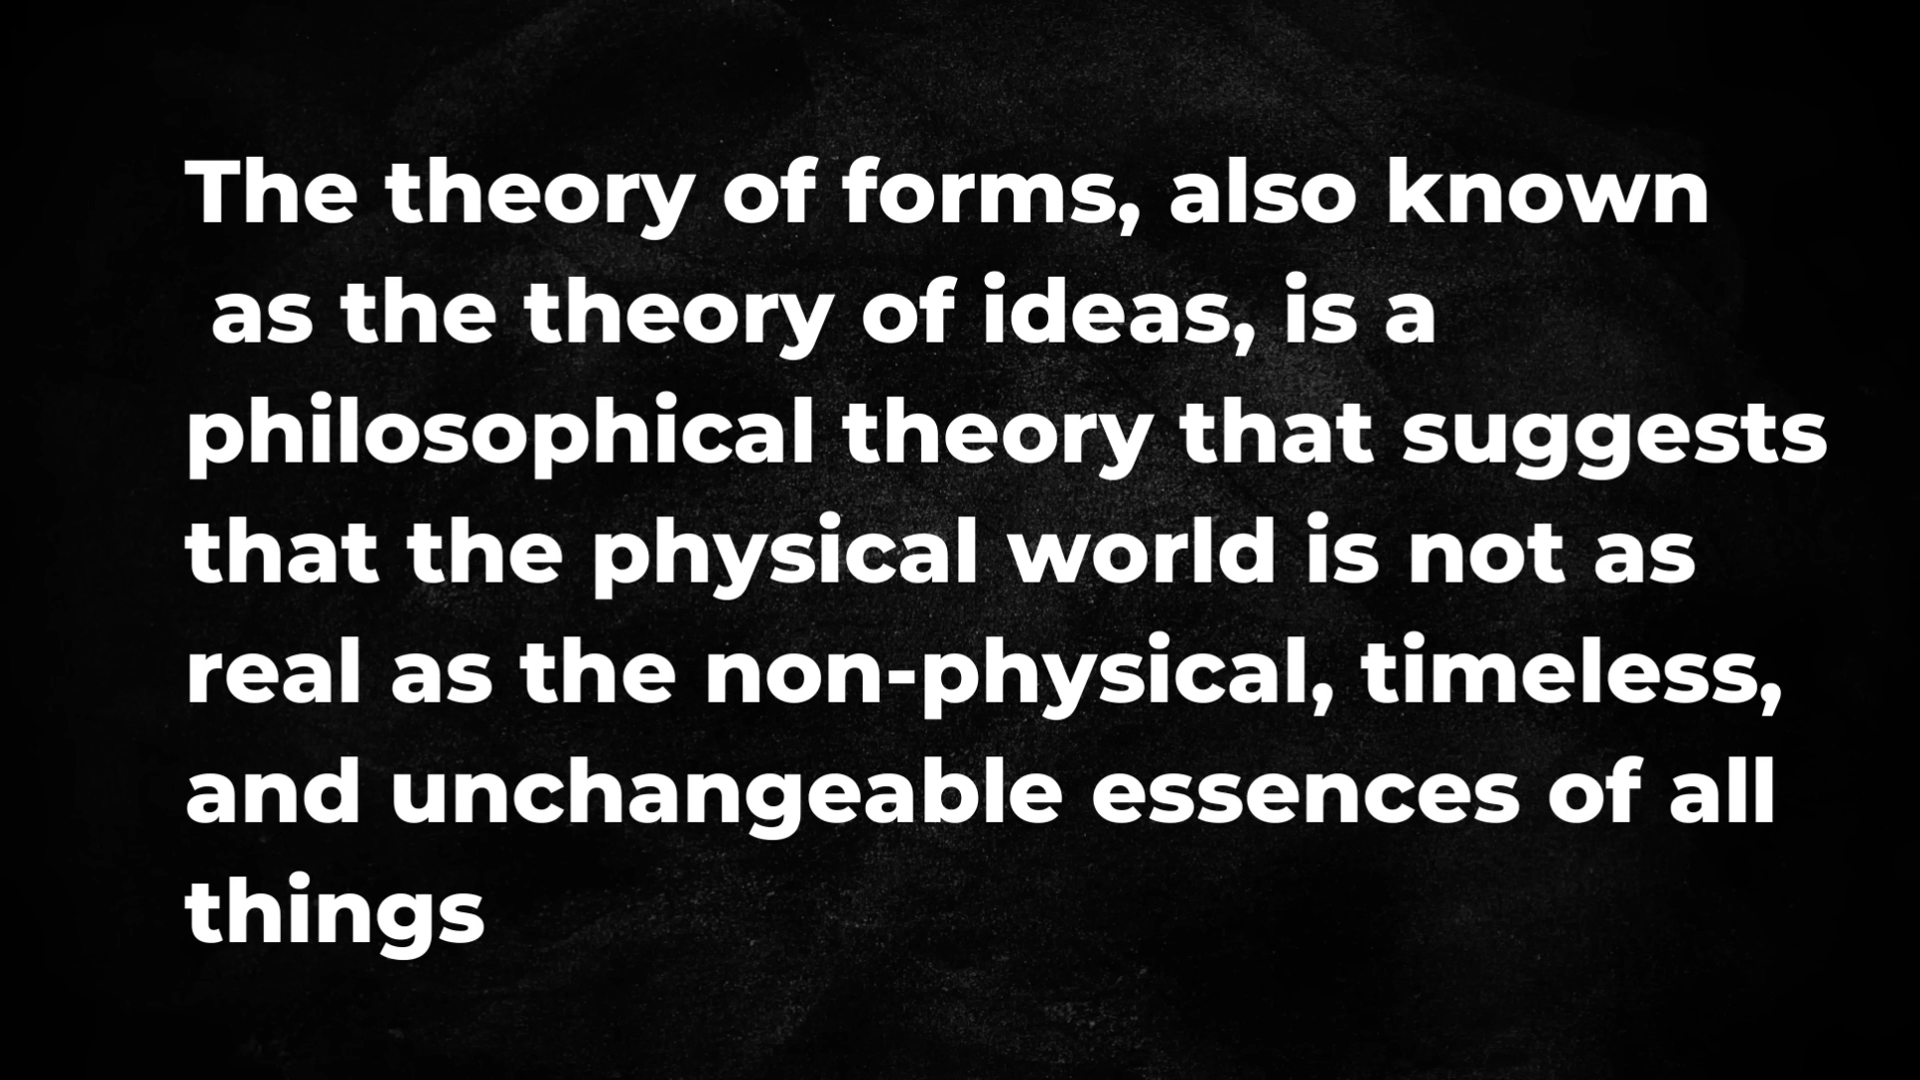 The theory of forms, also known
as the theory of ideas, is a
philosophical theory that suggests
that the physical world is not as
real as the non-physical, timeless,
and unchangeable essences of all
things